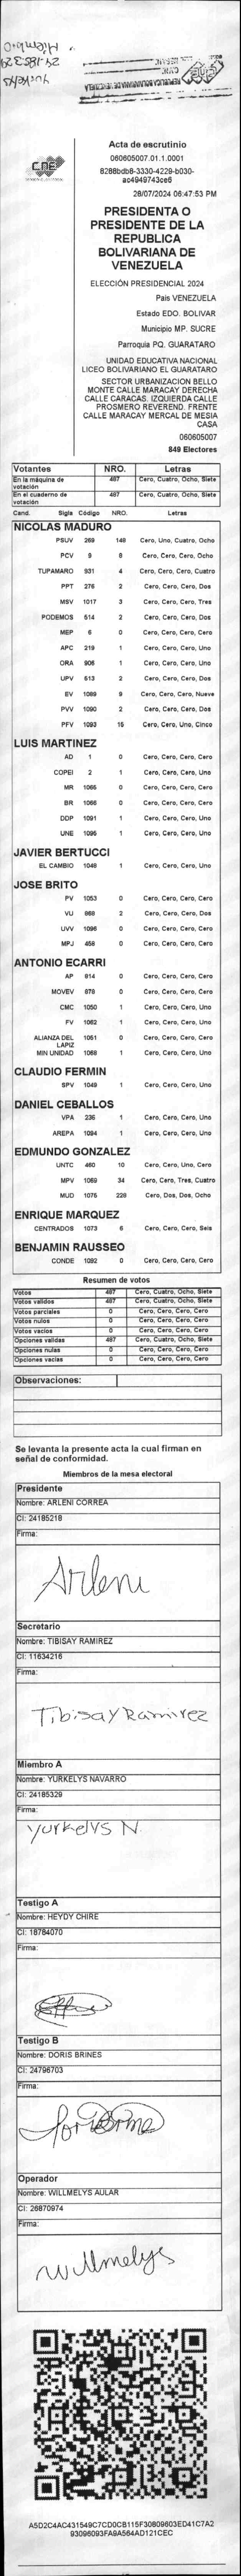 Miembro
24185329
Yurkelys
REPUBLICA BOLIVARIANA DE VENEZUELA
CNE
Acta de escrutinio
060605007.01.1.0001
8288bdb8-3330-4229-b030-
ac4949743ce6
28/07/2024 06:47:53 PM
PRESIDENTA O
PRESIDENTE DE LA
REPUBLICA
BOLIVARIANA DE
VENEZUELA
ELECCIÓN PRESIDENCIAL 2024
Pais VENEZUELA
Estado EDO. BOLIVAR
Municipio MP. SUCRE
Parroquia PQ. GUARATARO
UNIDAD EDUCATIVA NACIONAL
LICEO BOLIVARIANO EL GUARATARO
SECTOR URBANIZACION BELLO
MONTE CALLE MARACAY DERECHA
CALLE CARACAS. IZQUIERDA CALLE
PROSMERO REVEREND. FRENTE
CALLE MARACAY MERCAL DE MESIA
CASA
060605007
849 Electores
Votantes NRO. Letras
En la máquina de votación 487 Cero, Cuatro, Ocho, Siete
En el cuaderno de votación 487 Cero, Cuatro, Ocho, Siete
Cand. Sigla Código NRO. Letras
NICOLAS MADURO
PSUV 269 148 Cero, Uno, Cuatro, Ocho
PCV 9 8 Cero, Cero, Cero, Ocho
TUPAMARO 931 4 Cero, Cero, Cero, Cuatro
PPT 276 2 Cero, Cero, Cero, Dos
MSV 1017 3 Cero, Cero, Cero, Tres
PODEMOS 514 2 Cero, Cero, Cero, Dos
MEP 6 0 Cero, Cero, Cero, Cero
APC 219 1 Cero, Cero, Cero, Uno
ORA 906 1 Cero, Cero, Cero, Uno
UPV 513 2 Cero, Cero, Cero, Dos
EV 1089 9 Cero, Cero, Cero, Nueve
PVV 1090 2 Cero, Cero, Cero, Dos
PFV 1093 15 Cero, Cero, Uno, Cinco
LUIS MARTINEZ
AD 1 0 Cero, Cero, Cero, Cero
COPEI 2 1 Cero, Cero, Cero, Uno
MR 1065 0 Cero, Cero, Cero, Cero
BR 1066 0 Cero, Cero, Cero, Cero
DDP 1091 1 Cero, Cero, Cero, Uno
UNE 1095 1 Cero, Cero, Cero, Uno
JAVIER BERTUCCI
EL CAMBIO 1048 1 Cero, Cero, Cero, Uno
JOSE BRITO
PV 1053 0 Cero, Cero, Cero, Cero
VU 868 2 Cero, Cero, Cero, Dos
UVV 1096 0 Cero, Cero, Cero, Cero
MPJ 458 0 Cero, Cero, Cero, Cero
ANTONIO ECARRI
AP 814 0 Cero, Cero, Cero, Cero
MOVEV 878 0 Cero, Cero, Cero, Cero
CMC 1050 1 Cero, Cero, Cero, Uno
FV 1062 1 Cero, Cero, Cero, Uno
ALIANZA DEL LAPIZ 1051 0 Cero, Cero, Cero, Cero
MIN UNIDAD 1068 1 Cero, Cero, Cero, Uno
CLAUDIO FERMIN
SPV 1049 1 Cero, Cero, Cero, Uno
DANIEL CEBALLOS
VPA 236 1 Cero, Cero, Cero, Uno
AREPA 1094 1 Cero, Cero, Cero, Uno
EDMUNDO GONZALEZ
UNTC 460 10 Cero, Cero, Uno, Cero
MPV 1069 34 Cero, Cero, Tres, Cuatro
MUD 1076 228 Cero, Dos, Dos, Ocho
ENRIQUE MARQUEZ
CENTRADOS 1073 6 Cero, Cero, Cero, Seis
BENJAMIN RAUSSEO
CONDE 1092 0 Cero, Cero, Cero, Cero
Resumen de votos
Votos 487 Cero, Cuatro, Ocho, Siete
Votos validos 487 Cero, Cuatro, Ocho, Siete
Votos parciales 0 Cero, Cero, Cero, Cero
Votos nulos 0 Cero, Cero, Cero, Cero
Votos vacios 0 Cero, Cero, Cero, Cero
Opciones validas 487 Cero, Cuatro, Ocho, Siete
Opciones nulas 0 Cero, Cero, Cero, Cero
Opciones vacias 0 Cero, Cero, Cero, Cero
Observaciones:
Se levanta la presente acta la cual firman en
señal de conformidad.
Miembros de la mesa electoral
Presidente
Nombre: ARLENI CORREA
CI: 24185218
Firma:
Arleni
Secretario
Nombre: TIBISAY RAMIREZ
CI: 11634216
Firma:
Tibisay Ramirez
Miembro A
Nombre: YURKELYS NAVARRO
CI: 24185329
Firma:
Yurkelys N.
Testigo A
Nombre: HEYDY CHIRE
CI: 18784070
Firma:
Testigo B
Nombre: DORIS BRINES
CI: 24796703
Firma:
Operador
Nombre: WILLMELYS AULAR
CI: 26870974
Firma:
Willmelys
A5D2C4AC431549C7CD0CB115F30809603ED41C7A2
93096093FA9A564AD121CEC